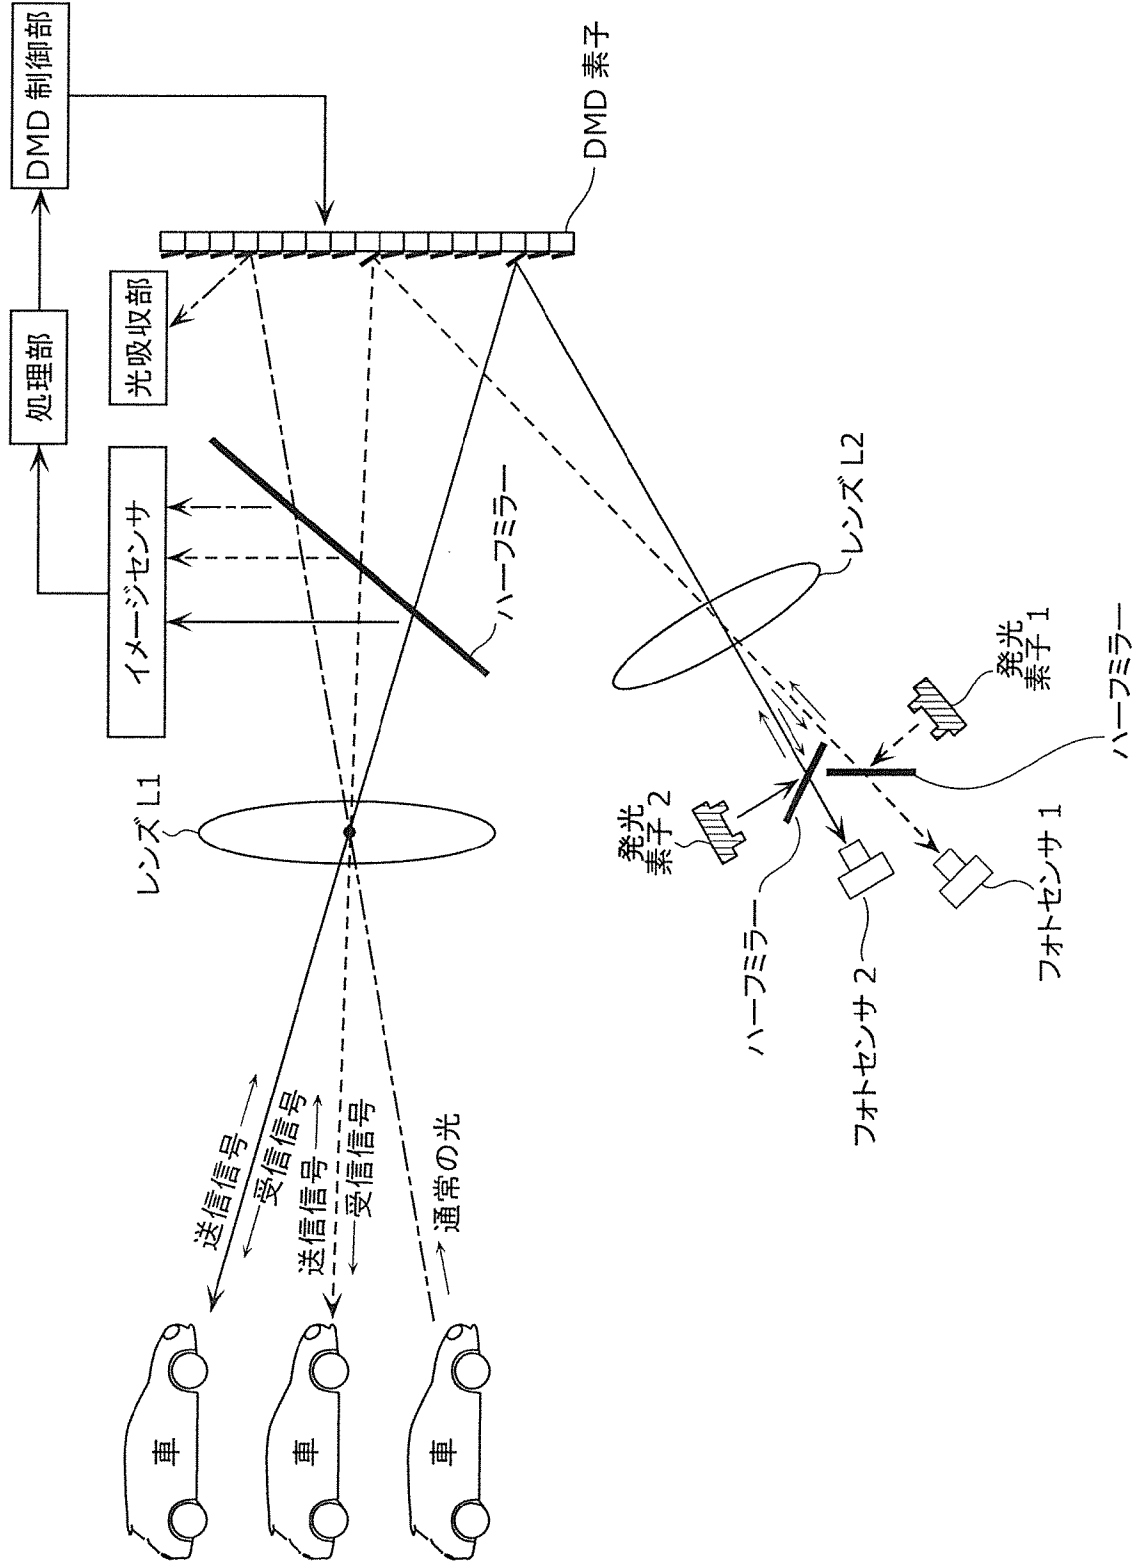 DMD 制御部
処理部
光吸収部
イメージセンサ
DMD 素子
ハーフミラー
レンズ L1
レンズ L2
送信信号
受信信号
送信信号
受信信号
通常の光
車
車
車
発光
素子 2
発光
素子 1
ハーフミラー
ハーフミラー
フォトセンサ 2
フォトセンサ 1